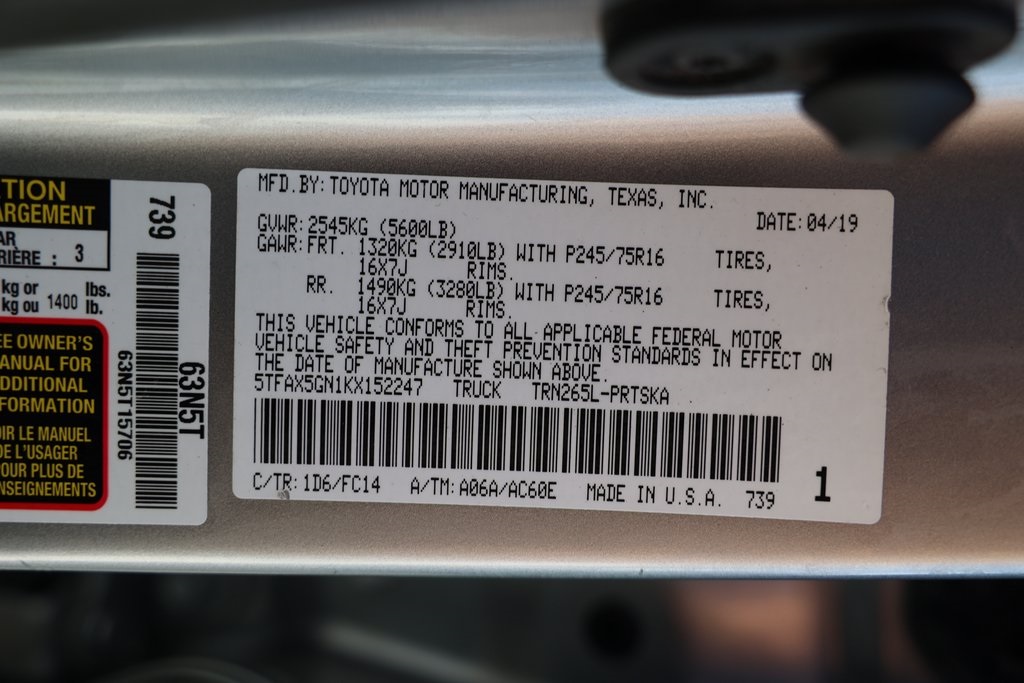 TION
ARGEMENT
AR
RIÈRE : 3
kg or lbs.
kg ou 1400 lb.
EE OWNER'S
ANUAL FOR
DDITIONAL
FORMATION
IR LE MANUEL
DE L'USAGER
POUR PLUS DE
NSEIGNEMENTS
739
63N5T15706
63N5T
MFD.BY: TOYOTA MOTOR MANUFACTURING, TEXAS, INC.
DATE: 04/19
GVWR: 2545KG (5600LB)
GAWR: FRT. 1320KG (2910LB) WITH P245/75R16 TIRES,
16X7J RIMS.
RR. 1490KG (3280LB) WITH P245/75R16 TIRES,
16X7J RIMS.
THIS VEHICLE CONFORMS TO ALL APPLICABLE FEDERAL MOTOR
VEHICLE SAFETY AND THEFT PREVENTION STANDARDS IN EFFECT ON
THE DATE OF MANUFACTURE SHOWN ABOVE.
5TFAX5GN1KX152247 TRUCK TRN265L-PRTSKA
C/TR: 1D6/FC14 A/TM: A06A/AC60E MADE IN U.S.A. 739 1